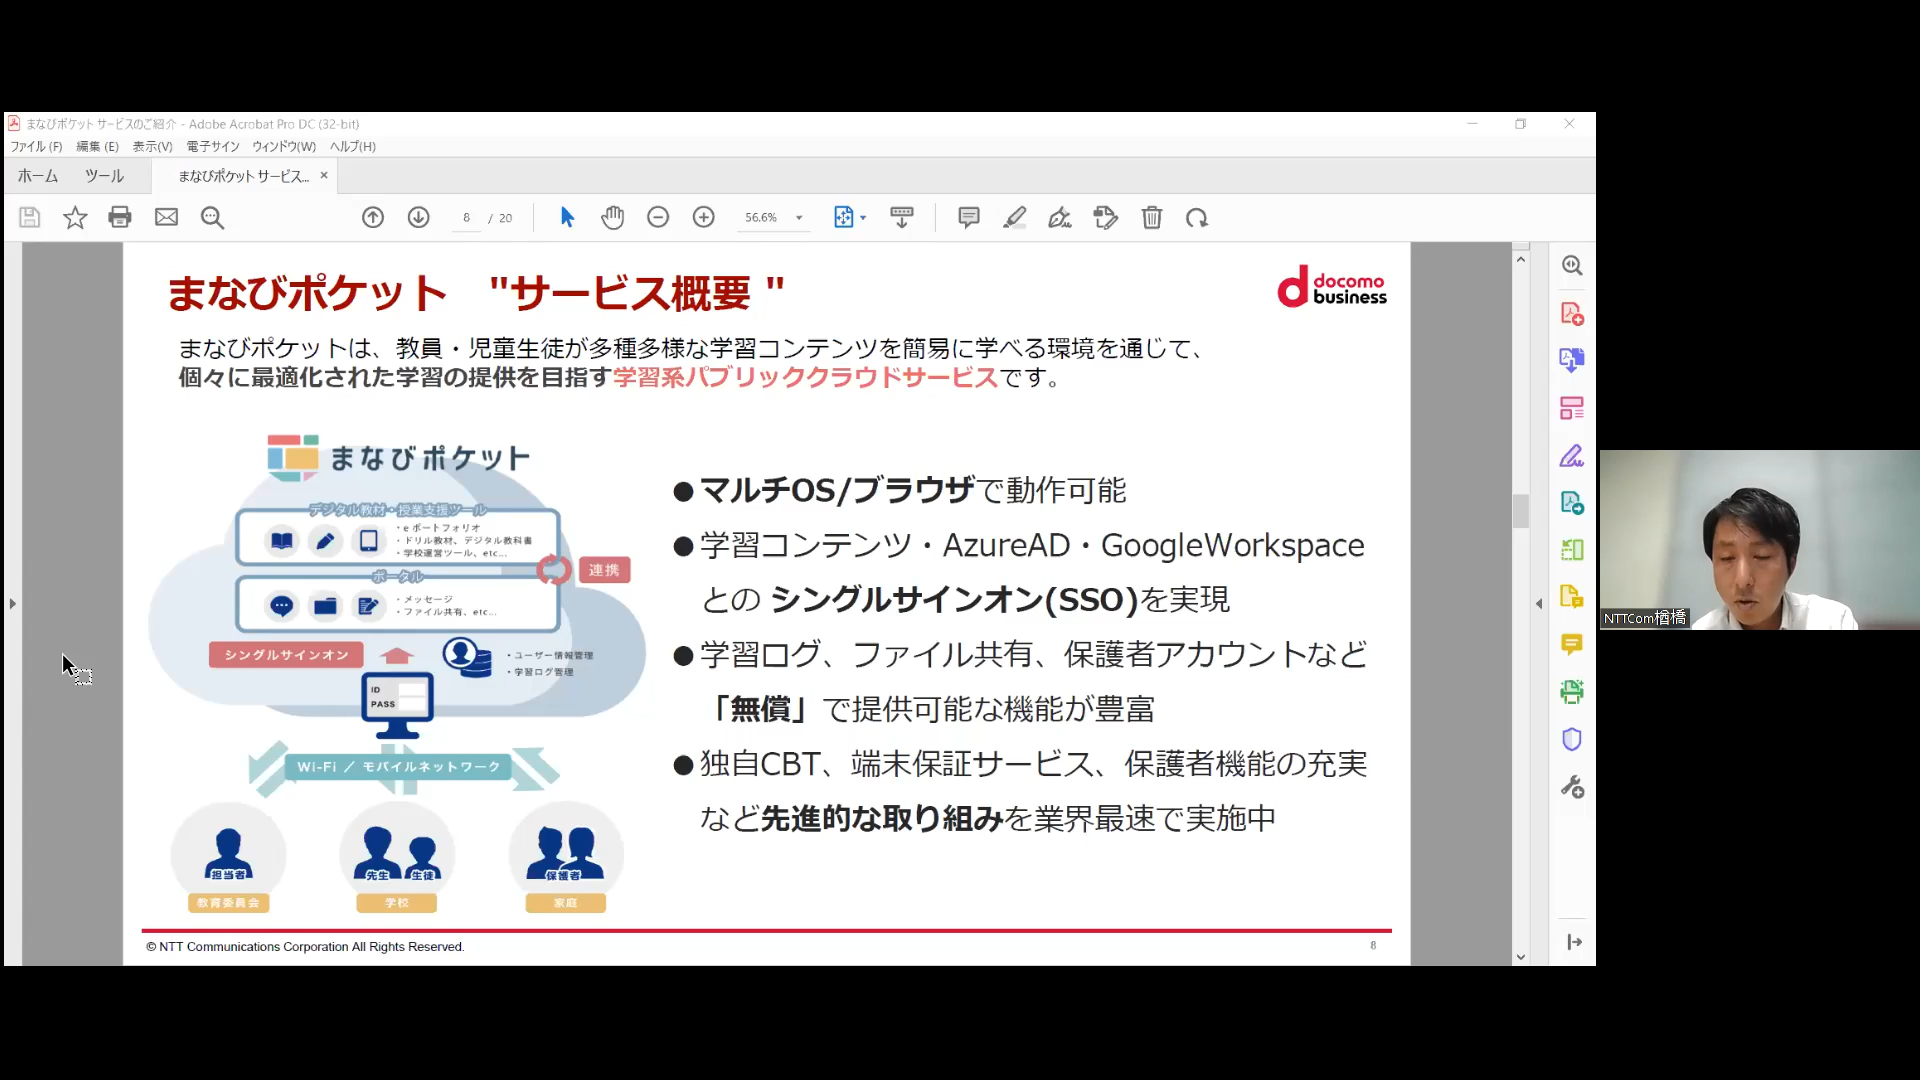 まなびポケット サービスのご紹介 - Adobe Acrobat Pro DC (32-bit)
ファイル(F) 編集(E) 表示(V) 電子サイン ウィンドウ(W) ヘルプ(H)
ホーム ツール まなびポケット サービス... ×
8 / 20 56.6%
まなびポケット "サービス概要 "
docomo
business
まなびポケットは、教員・児童生徒が多種多様な学習コンテンツを簡易に学べる環境を通じて、
個々に最適化された学習の提供を目指す学習系パブリッククラウドサービスです。
まなびポケット
デジタル教材・授業支援ツール
・e ポートフォリオ
・ドリル教材、デジタル教科書
・学校運営ツール、etc...
連携
ポータル
・メッセージ
・ファイル共有、etc...
シングルサインオン
・ユーザー情報管理
・学習ログ管理
ID
PASS
Wi-Fi / モバイルネットワーク
担当者
先生 生徒
保護者
教育委員会
学校
家庭
●マルチOS/ブラウザで動作可能
●学習コンテンツ・AzureAD・GoogleWorkspace
との シングルサインオン(SSO)を実現
●学習ログ、ファイル共有、保護者アカウントなど
「無償」で提供可能な機能が豊富
●独自CBT、端末保証サービス、保護者機能の充実
など先進的な取り組みを業界最速で実施中
© NTT Communications Corporation All Rights Reserved.
8
NTTCom楢橋